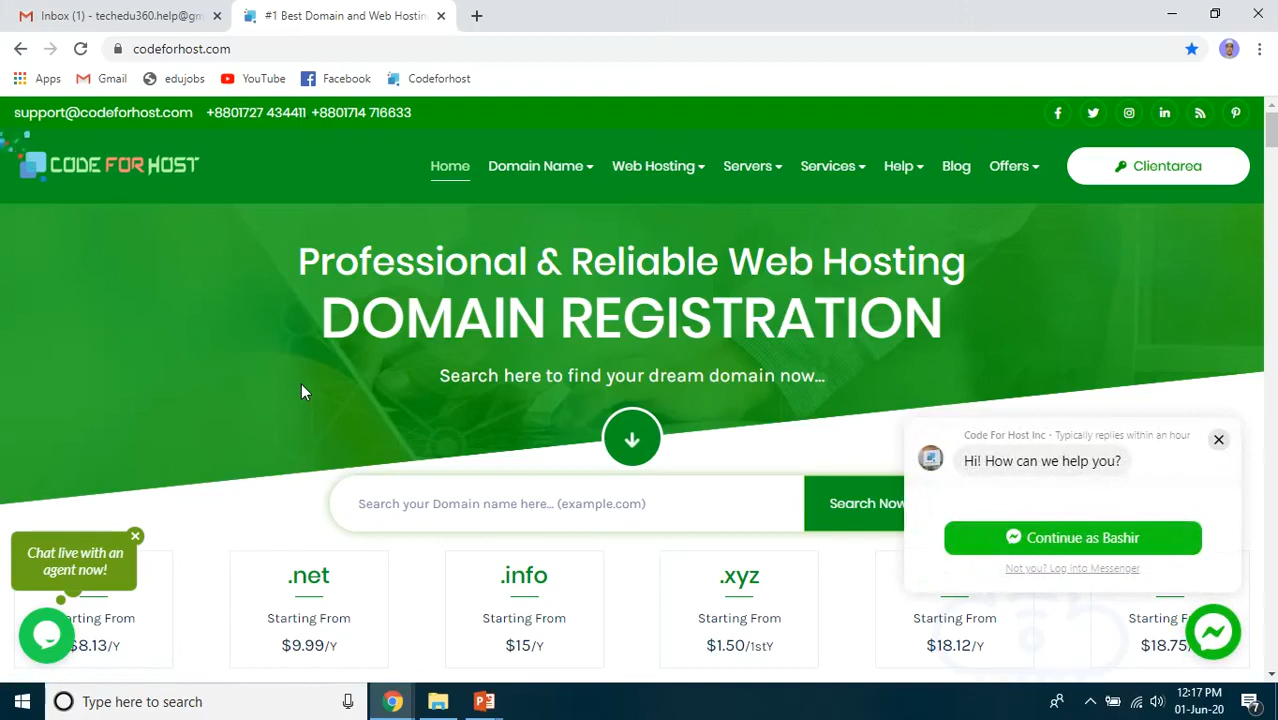 Inbox (1) - techedu360.help@gm
#1 Best Domain and Web Hostin
codeforhost.com
Apps
Gmail
edujobs
YouTube
Facebook
Codeforhost
support@codeforhost.com +8801727 434411 +8801714 716633
CODE FOR HOST
Home
Domain Name
Web Hosting
Servers
Services
Help
Blog
Offers
Clientarea
Professional & Reliable Web Hosting
DOMAIN REGISTRATION
Search here to find your dream domain now...
Search your Domain name here... (example.com)
Search Now
Code For Host Inc - Typically replies within an hour
Hi! How can we help you?
Continue as Bashir
Not you? Log into Messenger
Chat live with an
agent now!
$8.13/Y
.net
Starting From
$9.99/Y
.info
Starting From
$15/Y
.xyz
Starting From
$1.50/1stY
Starting From
$18.12/Y
$18.75/Y
Type here to search
12:17 PM
01-Jun-20
7